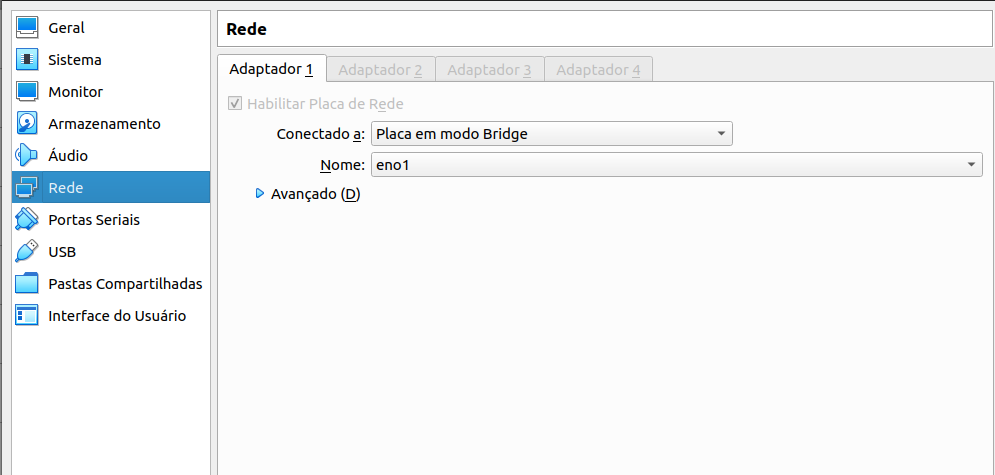 Geral
Sistema
Monitor
Armazenamento
Áudio
Rede
Portas Seriais
USB
Pastas Compartilhadas
Interface do Usuário
Rede
Adaptador 1 Adaptador 2 Adaptador 3 Adaptador 4
Habilitar Placa de Rede
Conectado a: Placa em modo Bridge
Nome: eno1
Avançado (D)